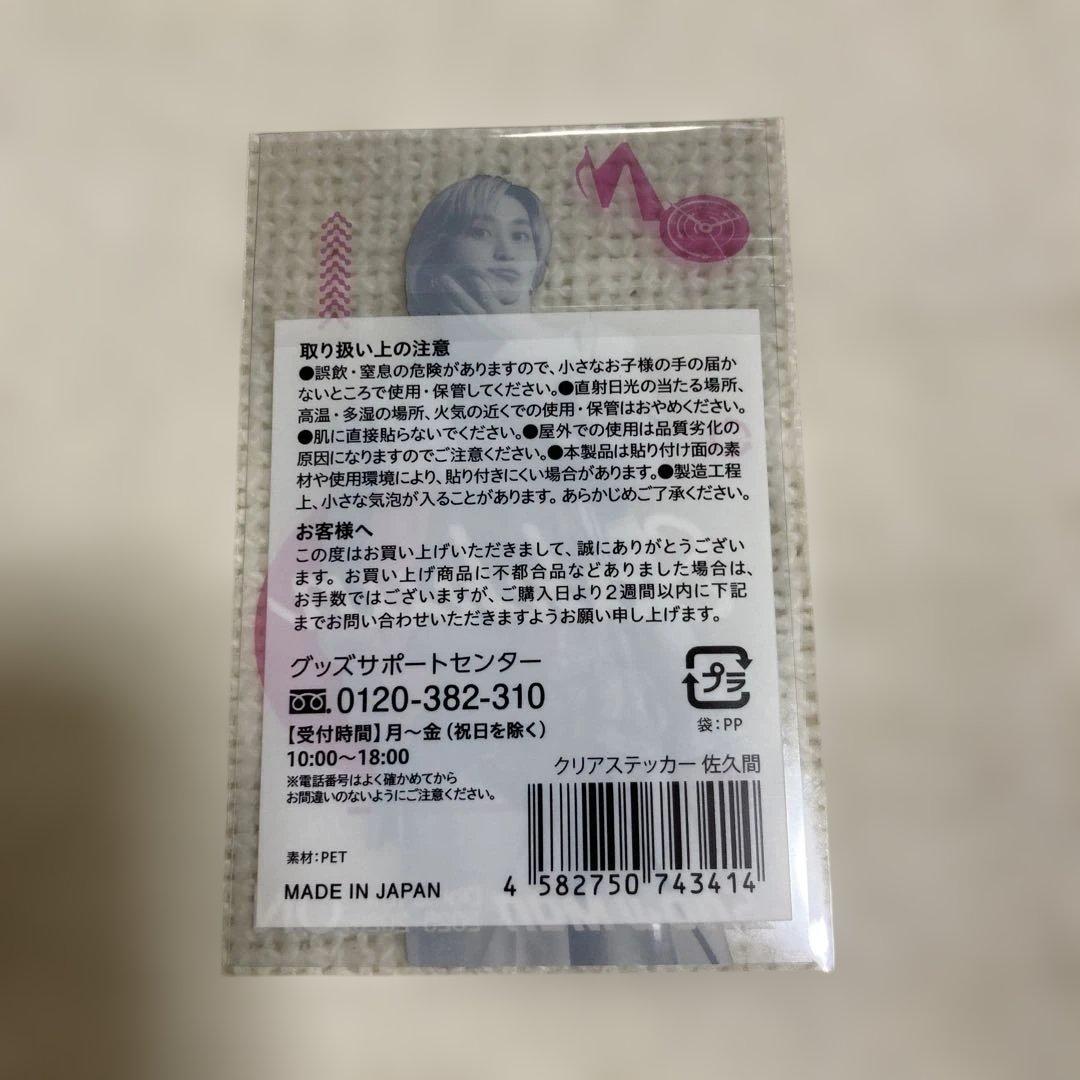 取り扱い上の注意
●誤飲・窒息の危険がありますので、小さなお子様の手の届か
ないところで使用・保管してください。●直射日光の当たる場所、
高温・多湿の場所、火気の近くでの使用・保管はおやめください。
●肌に直接貼らないでください。●屋外での使用は品質劣化の
原因になりますのでご注意ください。●本製品は貼り付け面の素
材や使用環境により、貼り付きにくい場合があります。●製造工程
上、小さな気泡が入ることがあります。あらかじめご了承ください。
お客様へ
この度はお買い上げいただきまして、誠にありがとうござい
ます。お買い上げ商品に不都合品などありました場合は、
お手数ではございますが、ご購入日より2週間以内に下記
までお問い合わせいただきますようお願い申し上げます。
グッズサポートセンター
0120-382-310
【受付時間】月〜金(祝日を除く)
10:00〜18:00
※電話番号はよく確かめてから
お間違いのないようにご注意ください。
プラ
袋:PP
クリアステッカー 佐久間
素材:PET
MADE IN JAPAN
4 582750 743414